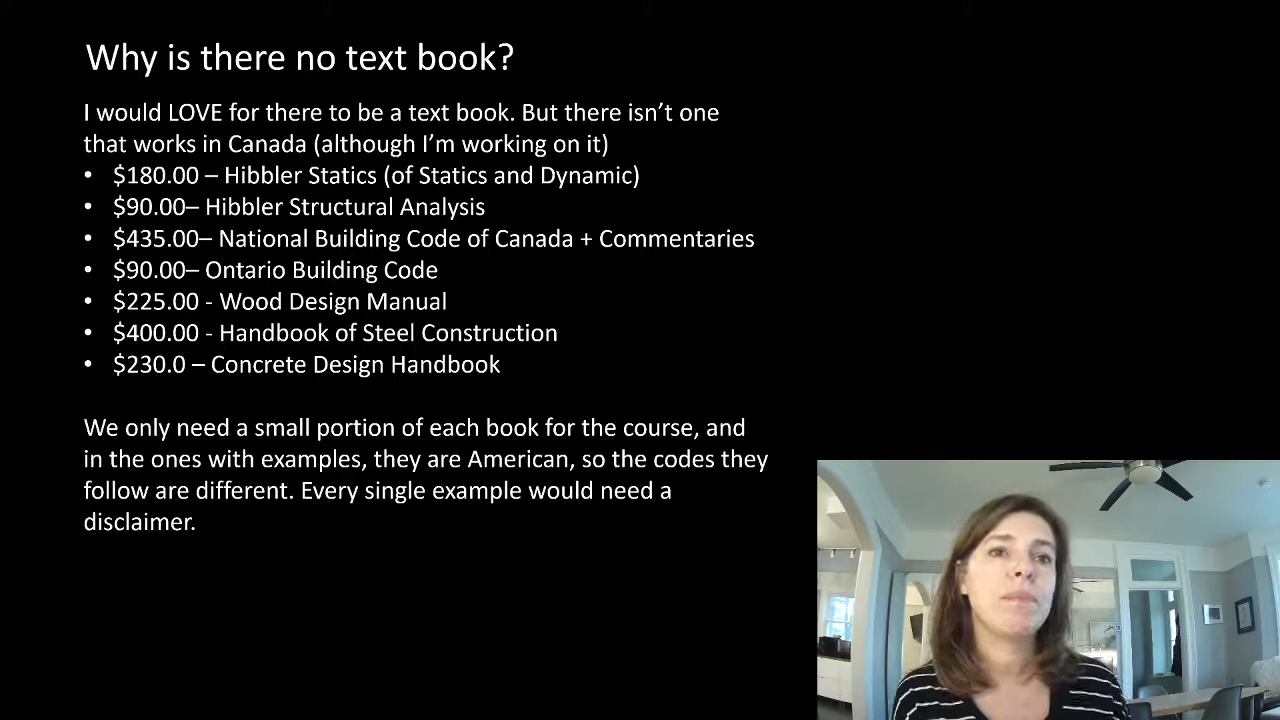 Why is there no text book?
I would LOVE for there to be a text book. But there isn’t one
that works in Canada (although I’m working on it)
• $180.00 – Hibbler Statics (of Statics and Dynamic)
• $90.00– Hibbler Structural Analysis
• $435.00– National Building Code of Canada + Commentaries
• $90.00– Ontario Building Code
• $225.00 - Wood Design Manual
• $400.00 - Handbook of Steel Construction
• $230.0 – Concrete Design Handbook
We only need a small portion of each book for the course, and
in the ones with examples, they are American, so the codes they
follow are different. Every single example would need a
disclaimer.